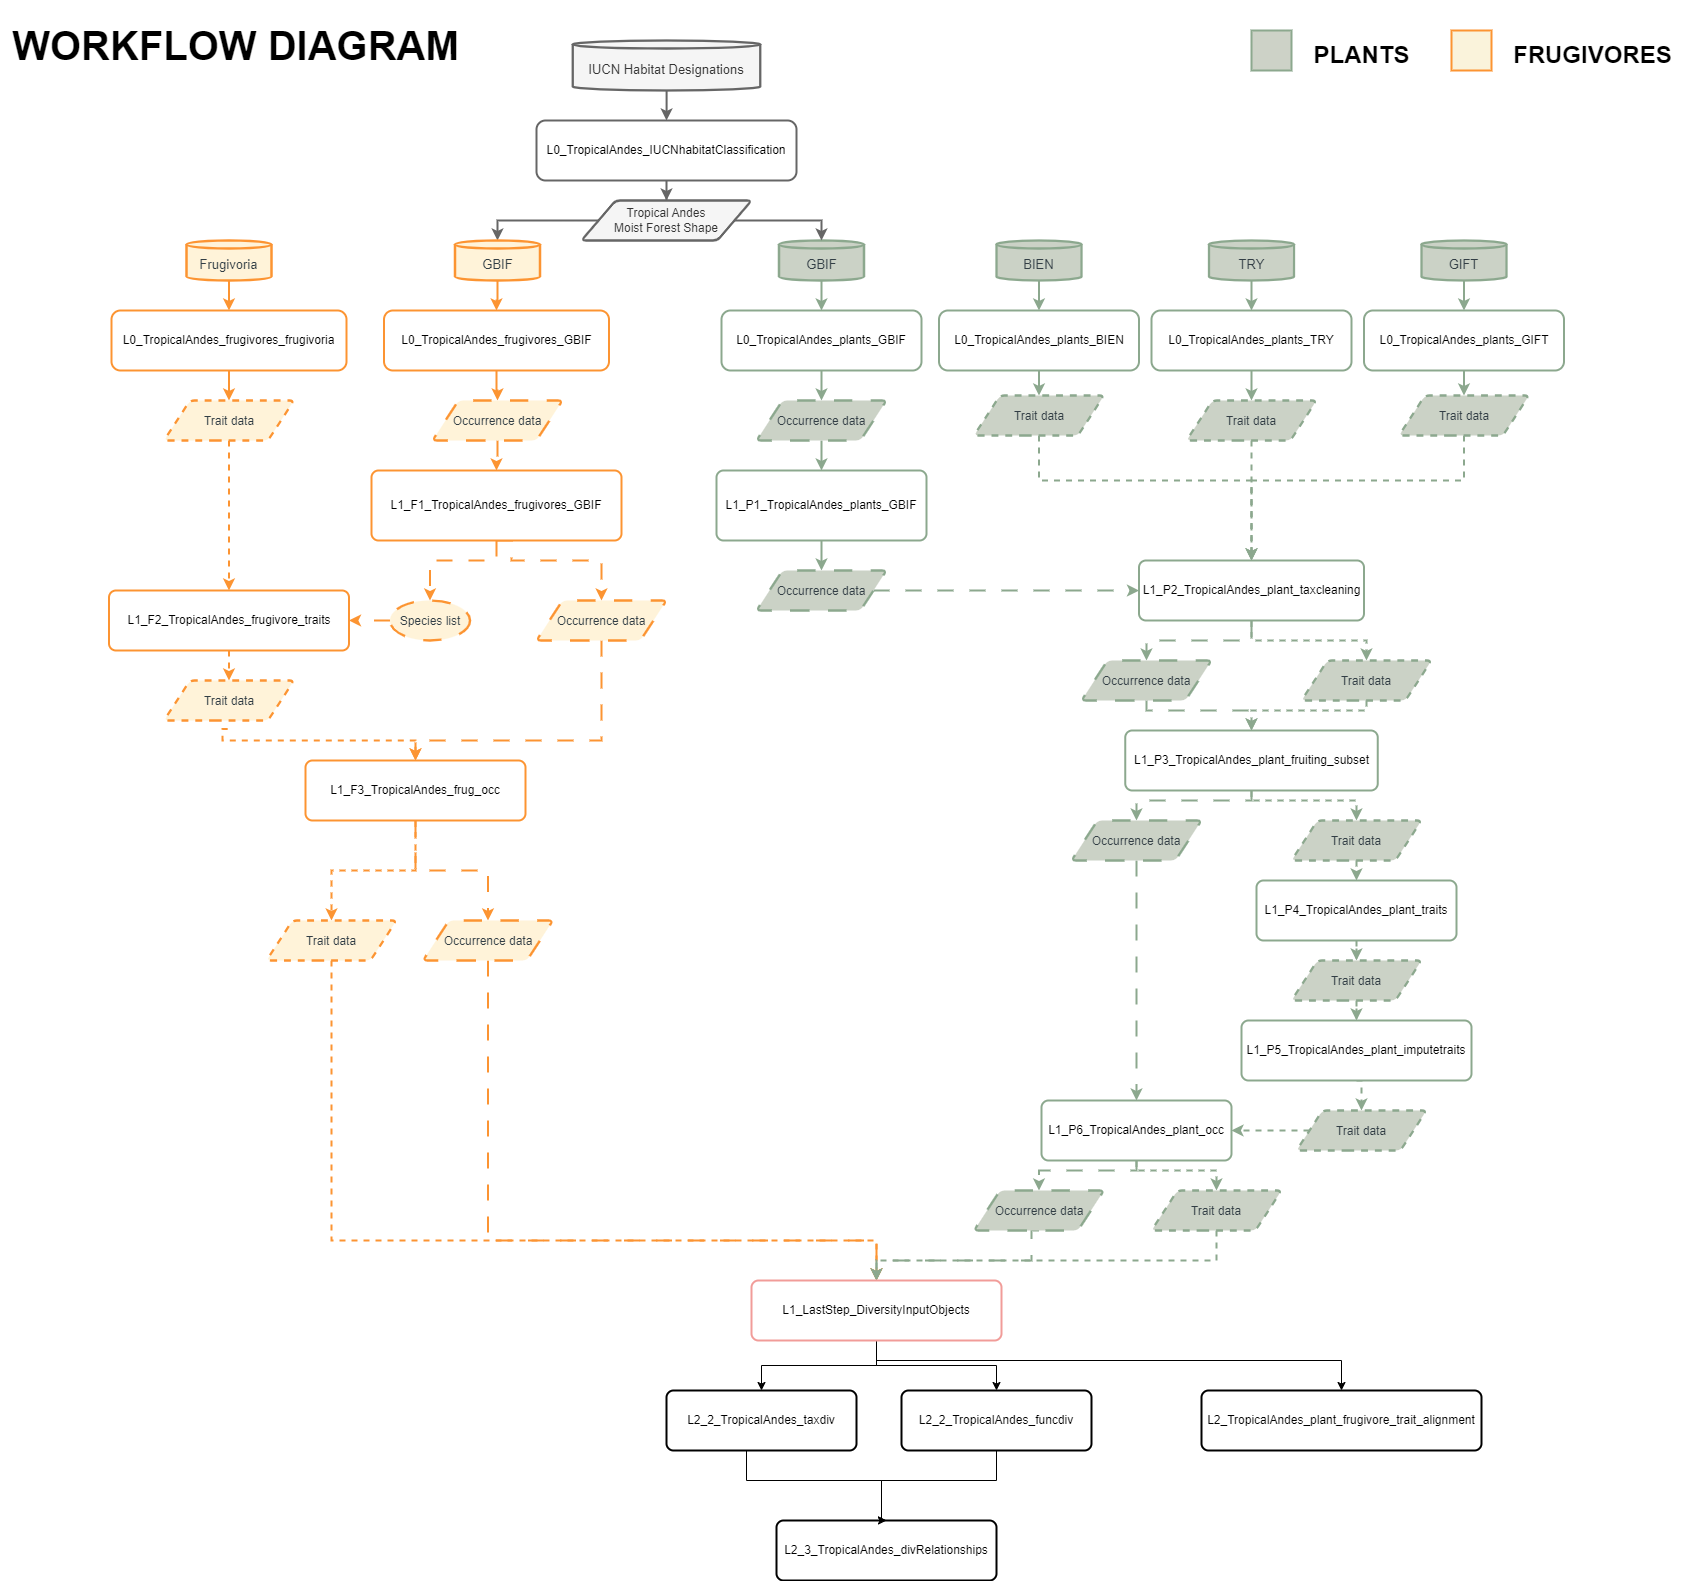 WORKFLOW DIAGRAM
PLANTS
FRUGIVORES
IUCN Habitat Designations
L0_TropicalAndes_IUCNhabitatClassification
Tropical Andes
Moist Forest Shape
Frugivoria
GBIF
GBIF
BIEN
TRY
GIFT
L0_TropicalAndes_frugivores_frugivoria
L0_TropicalAndes_frugivores_GBIF
L0_TropicalAndes_plants_GBIF
L0_TropicalAndes_plants_BIEN
L0_TropicalAndes_plants_TRY
L0_TropicalAndes_plants_GIFT
Trait data
Occurrence data
Occurrence data
Trait data
Trait data
Trait data
L1_F1_TropicalAndes_frugivores_GBIF
L1_P1_TropicalAndes_plants_GBIF
Occurrence data
L1_P2_TropicalAndes_plant_taxcleaning
L1_F2_TropicalAndes_frugivore_traits
Species list
Occurrence data
Trait data
Occurrence data
Trait data
L1_P3_TropicalAndes_plant_fruiting_subset
L1_F3_TropicalAndes_frug_occ
Occurrence data
Trait data
L1_P4_TropicalAndes_plant_traits
Trait data
Occurrence data
Trait data
L1_P5_TropicalAndes_plant_imputetraits
L1_P6_TropicalAndes_plant_occ
Trait data
Occurrence data
Trait data
L1_LastStep_DiversityInputObjects
L2_2_TropicalAndes_taxdiv
L2_2_TropicalAndes_funcdiv
L2_TropicalAndes_plant_frugivore_trait_alignment
L2_3_TropicalAndes_divRelationships